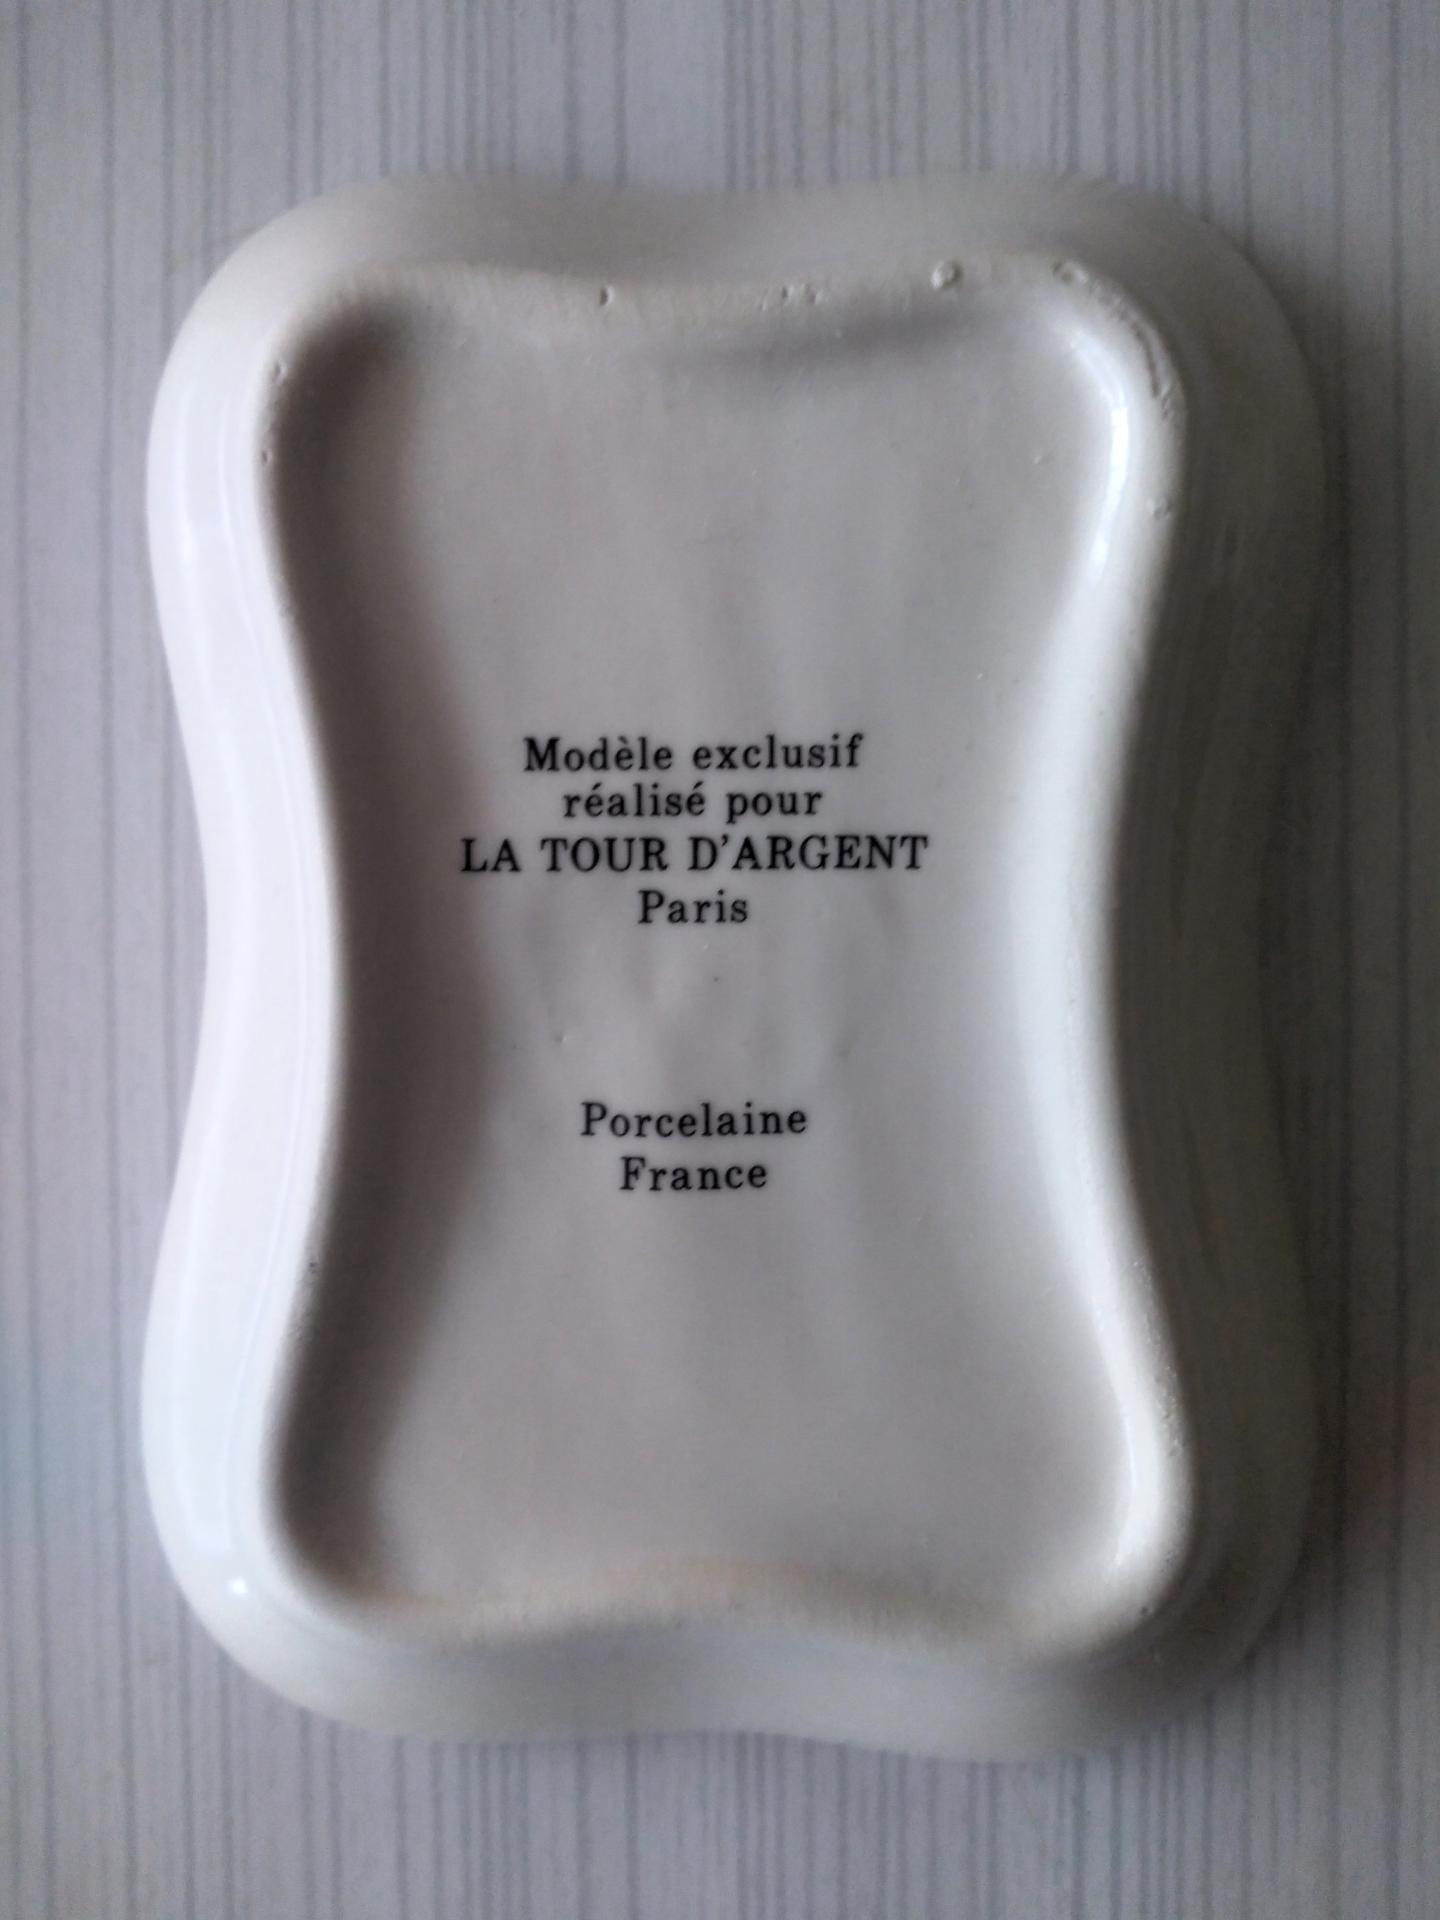 Modèle exclusif
réalisé pour
LA TOUR D'ARGENT
Paris
Porcelaine
France